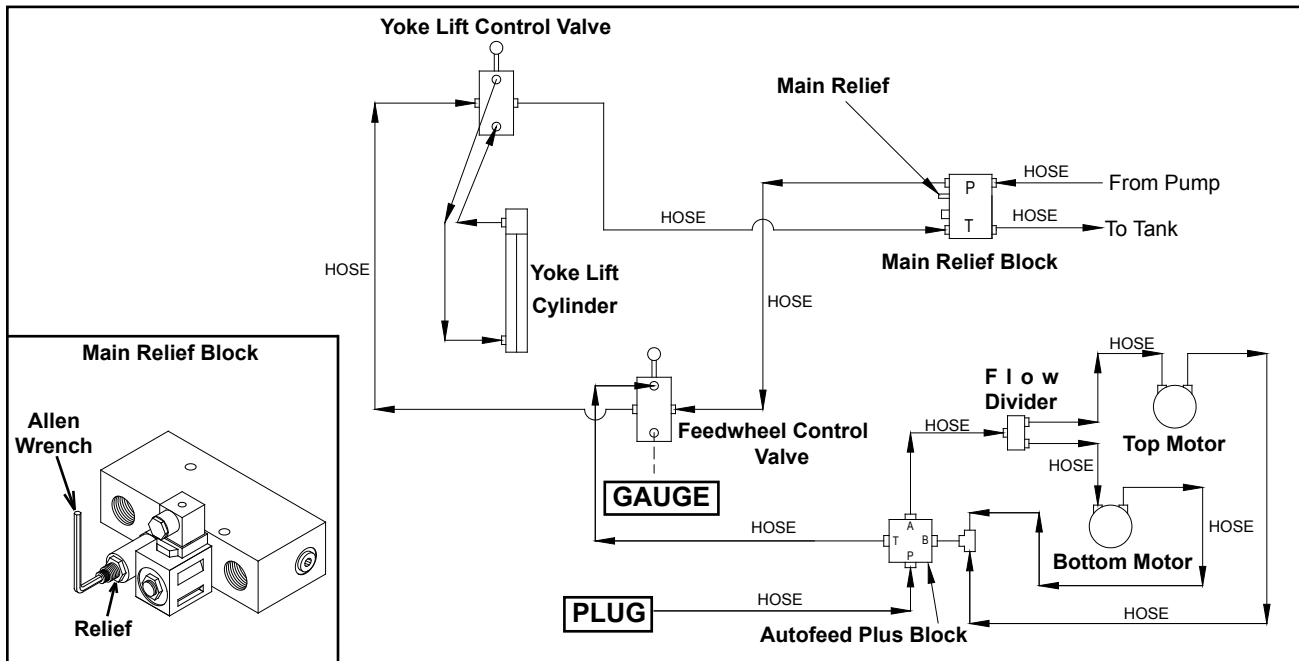 Yoke Lift Control Valve
Main Relief
HOSE
From Pump
P
HOSE
HOSE
T
To Tank
Main Relief Block
HOSE
Yoke Lift
Cylinder
HOSE
Main Relief Block
Allen
Wrench
Relief
HOSE
Flow
Divider
HOSE
Top Motor
Feedwheel Control
Valve
HOSE
GAUGE
A
T
B
P
HOSE
HOSE
Bottom Motor
PLUG
HOSE
HOSE
Autofeed Plus Block